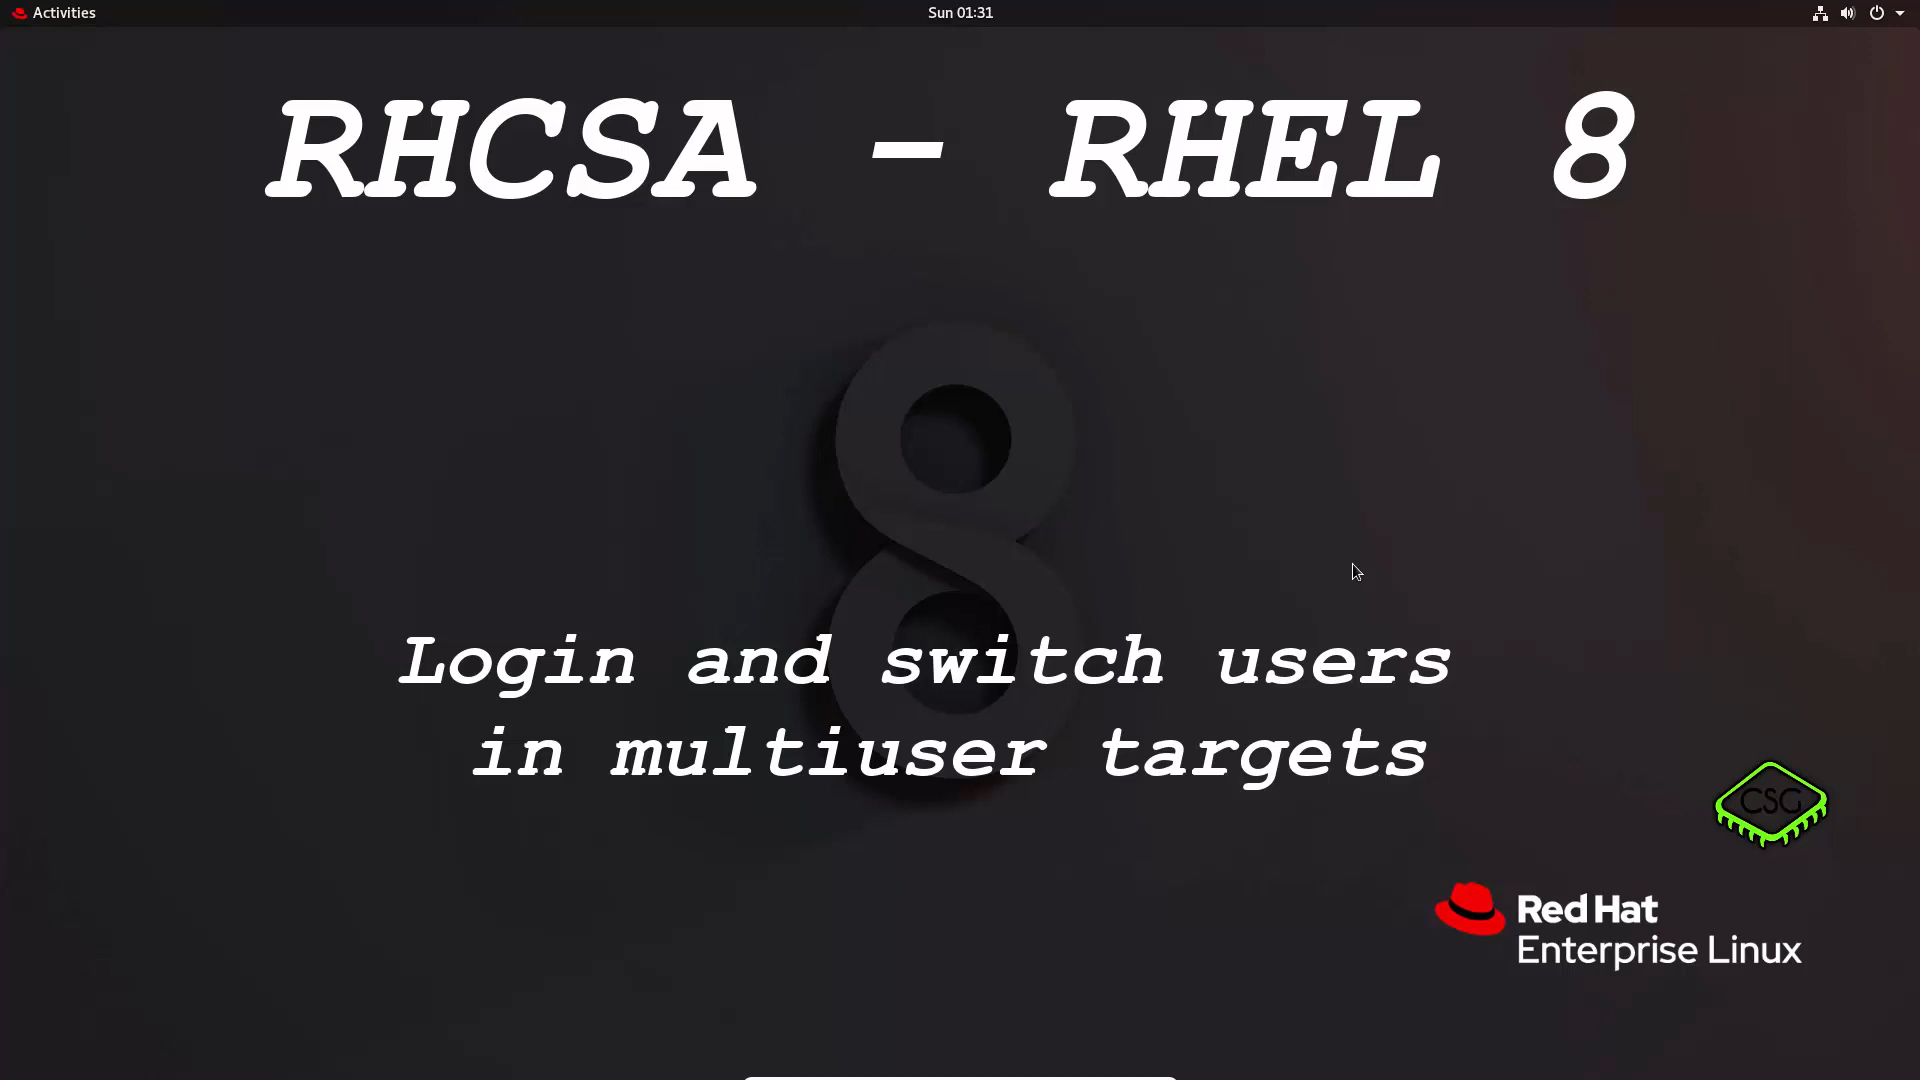 Activities
Sun 01:31
RHCSA - RHEL 8
8
Login and switch users
in multiuser targets
CSG
Red Hat
Enterprise Linux